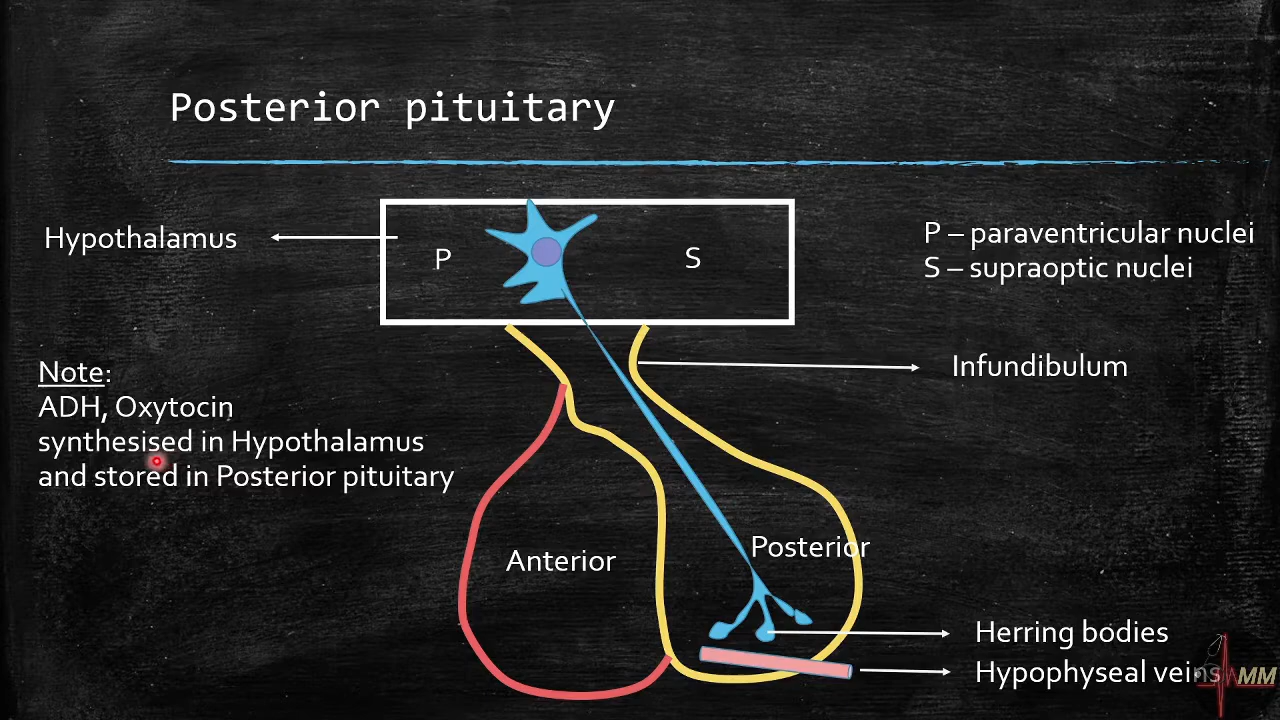 Posterior pituitary
Hypothalamus
P
S
P – paraventricular nuclei
S – supraoptic nuclei
Infundibulum
Note:
ADH, Oxytocin
synthesised in Hypothalamus
and stored in Posterior pituitary
Anterior
Posterior
Herring bodies
Hypophyseal veins
MM